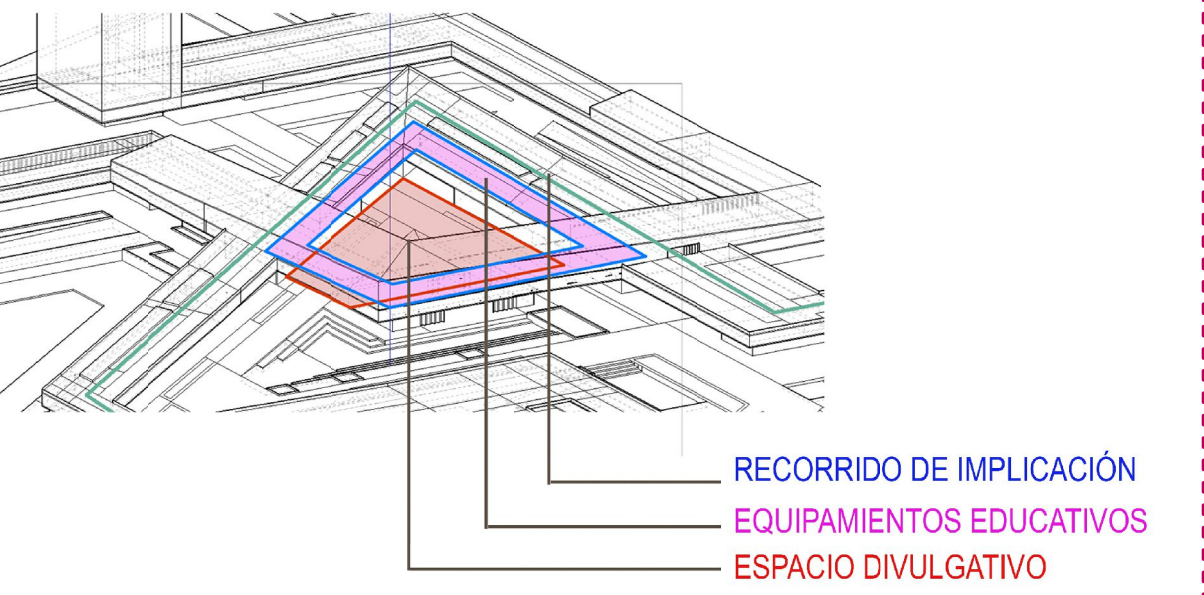 RECORRIDO DE IMPLICACIÓN
EQUIPAMIENTOS EDUCATIVOS
ESPACIO DIVULGATIVO